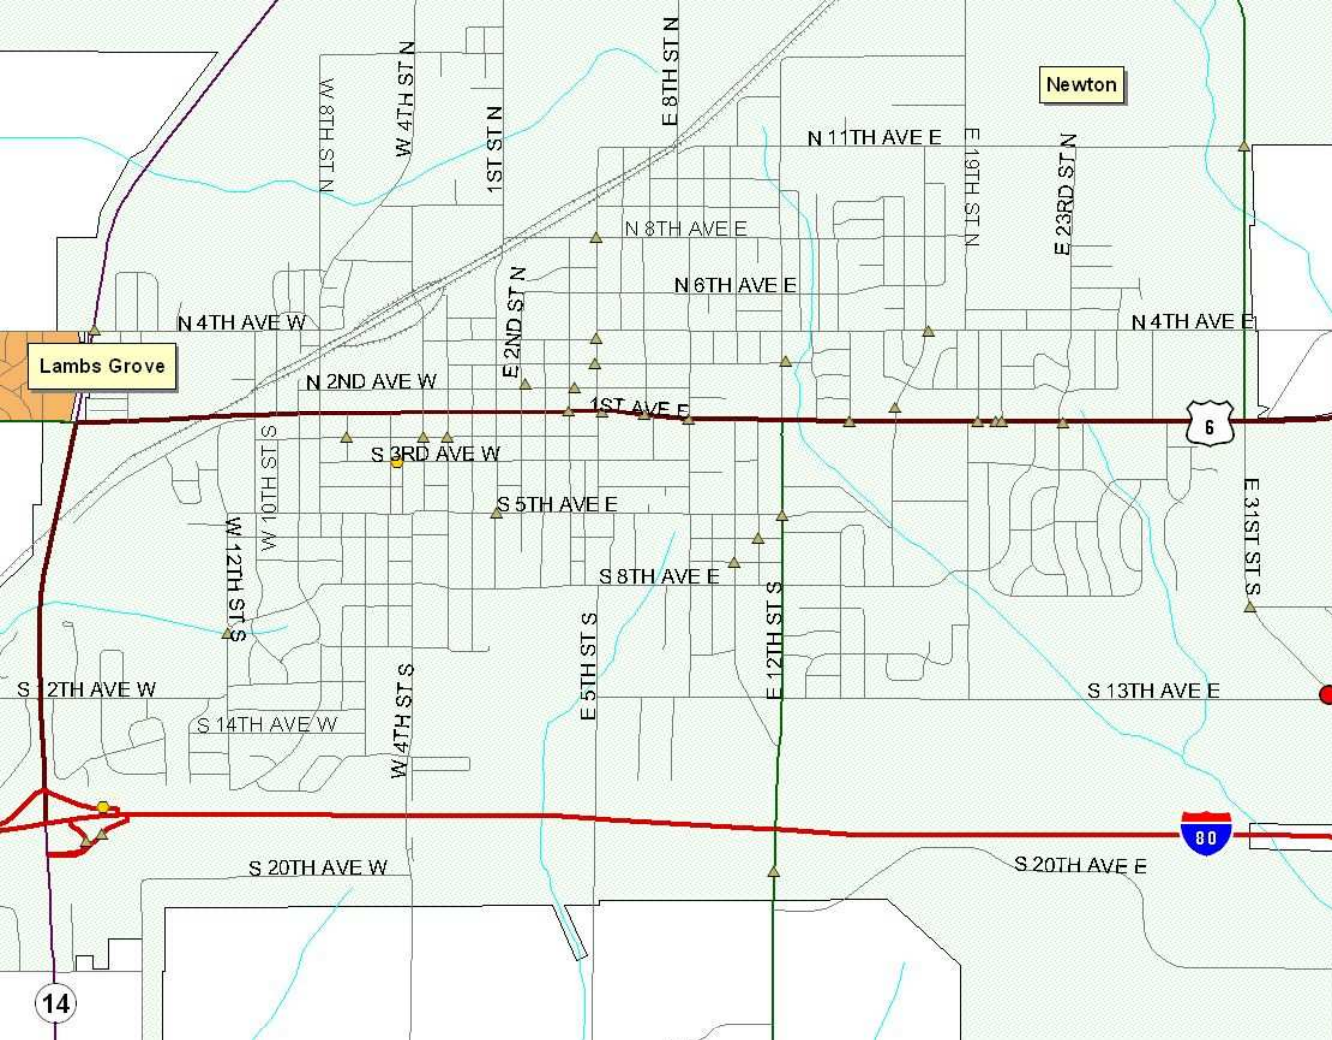 Newton
W 8TH ST N
W 4TH ST N
1ST ST N
E 8TH ST N
N 11TH AVE E
E 19TH ST N
E 23RD ST N
N 8TH AVE E
N 6TH AVE E
E 2ND ST N
N 4TH AVE W
N 4TH AVE E
Lambs Grove
N 2ND AVE W
1ST AVE E
6
S 3RD AVE W
W 10TH ST S
S 5TH AVE E
E 31ST ST S
W 12TH ST S
S 8TH AVE E
E 5TH ST S
E 12TH ST S
S 12TH AVE W
S 13TH AVE E
S 14TH AVE W
W 4TH ST S
80
S 20TH AVE W
S 20TH AVE E
14